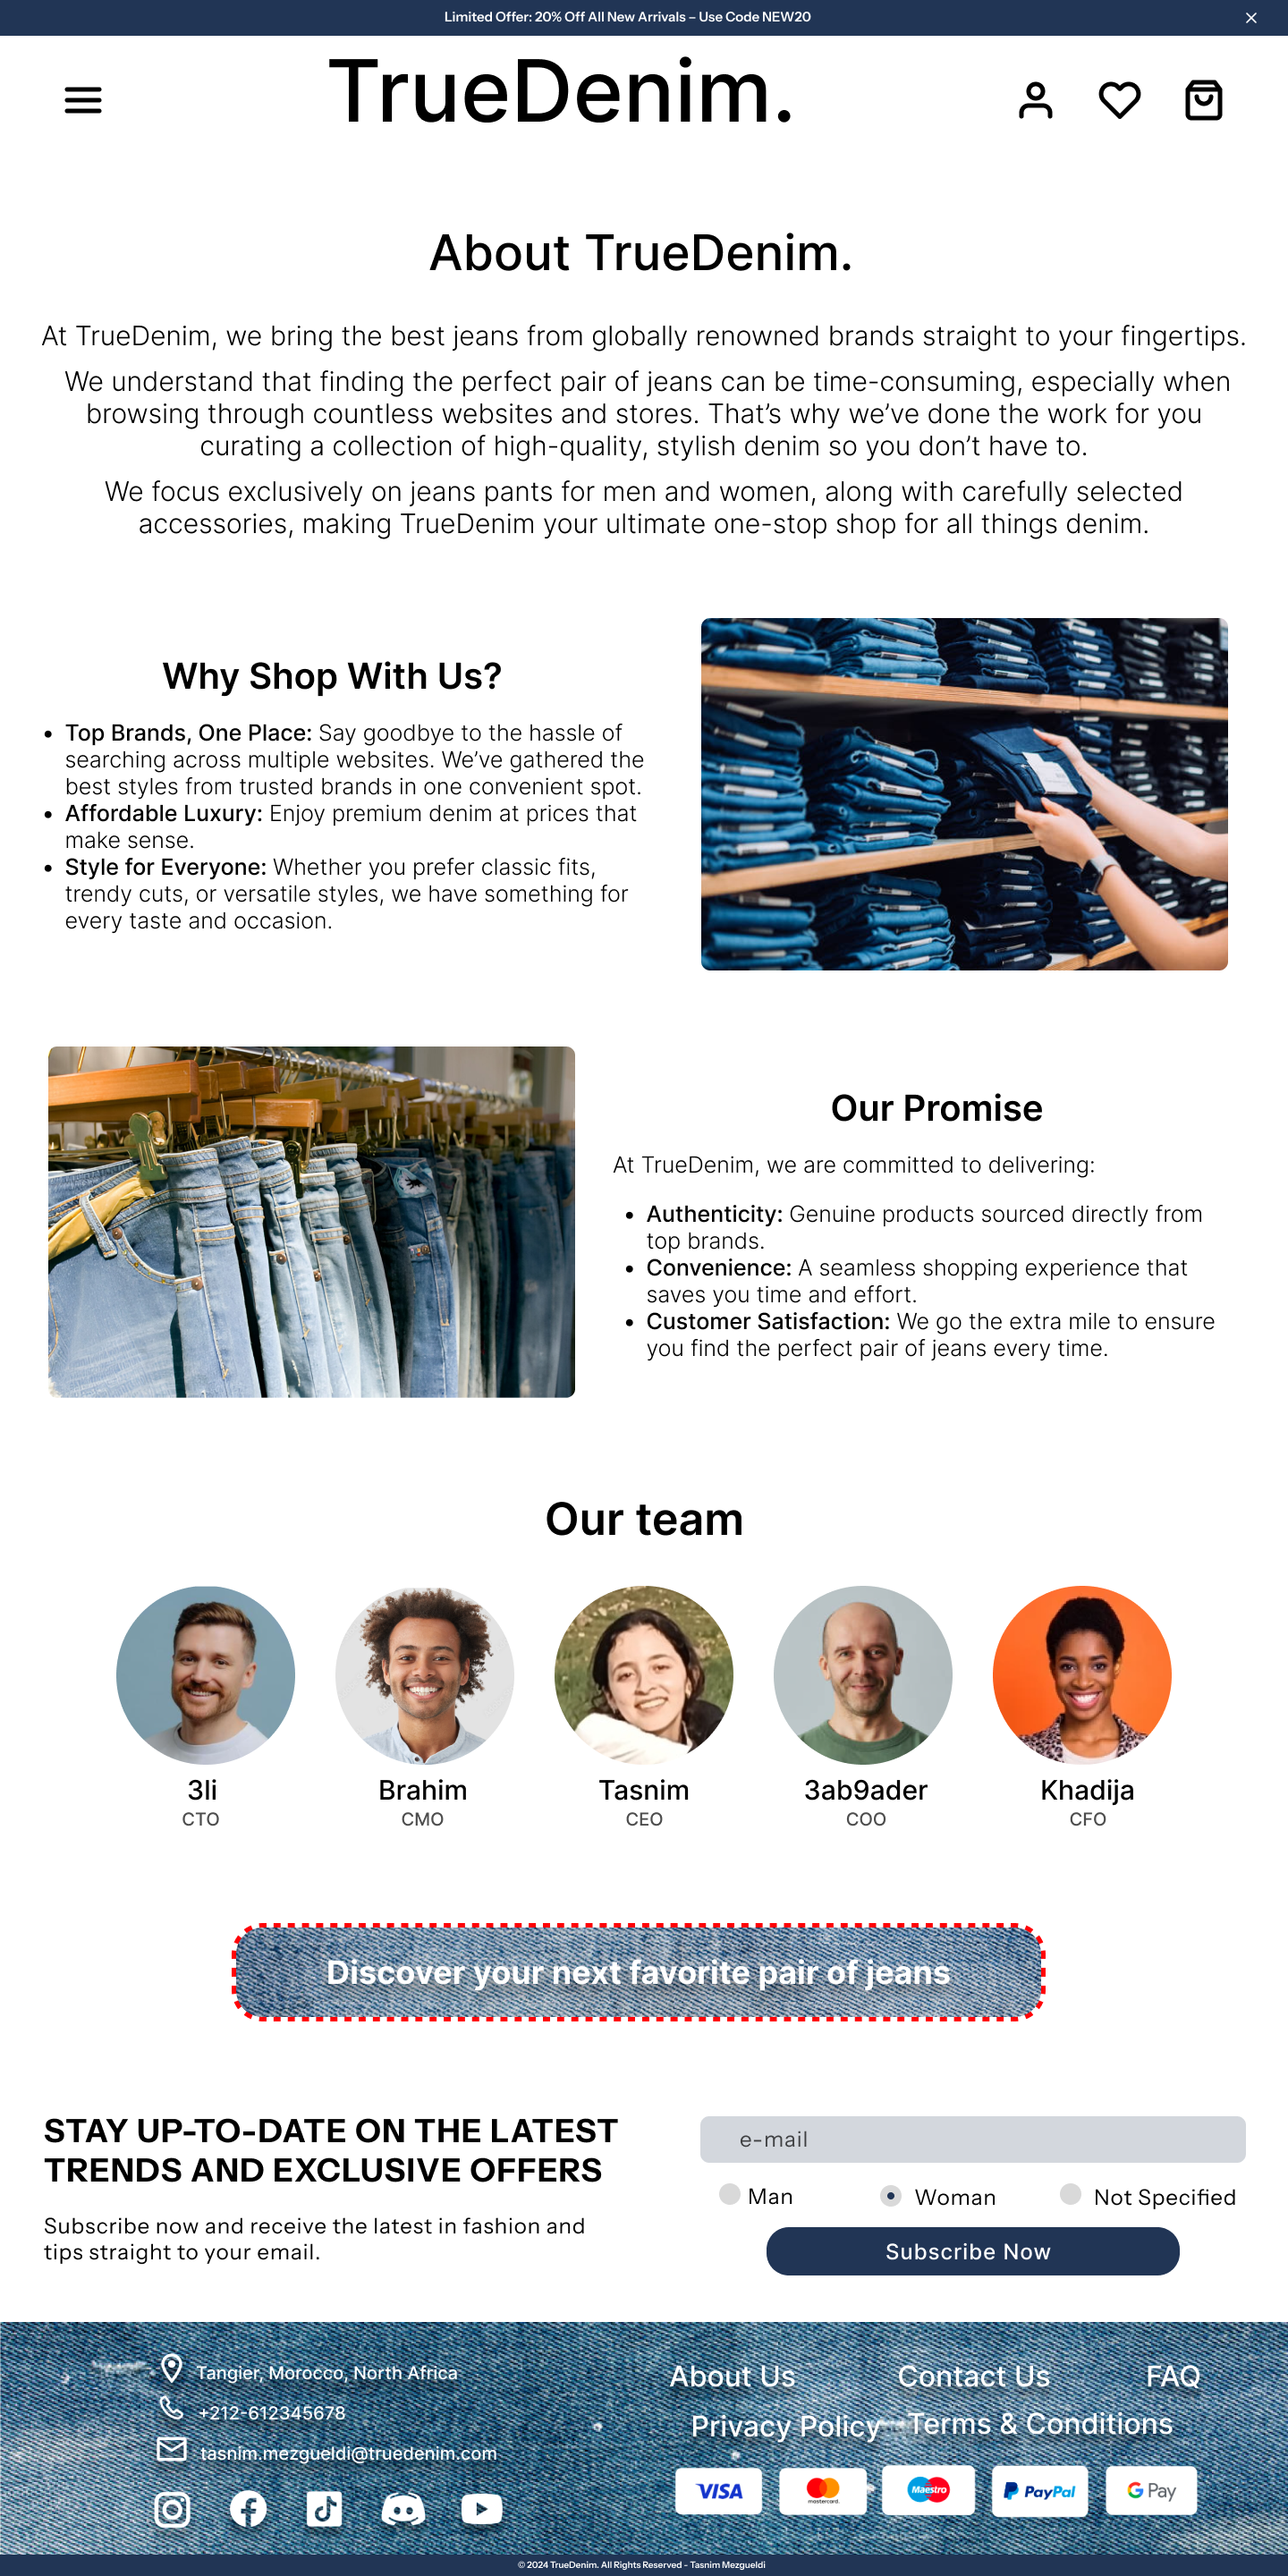 Limited Offer: 20% Off All New Arrivals – Use Code NEW20
TrueDenim.
About TrueDenim.
At TrueDenim, we bring the best jeans from globally renowned brands straight to your fingertips.
We understand that finding the perfect pair of jeans can be time-consuming, especially when
browsing through countless websites and stores. That’s why we’ve done the work for you
curating a collection of high-quality, stylish denim so you don’t have to.
We focus exclusively on jeans pants for men and women, along with carefully selected
accessories, making TrueDenim your ultimate one-stop shop for all things denim.
Why Shop With Us?
• Top Brands, One Place: Say goodbye to the hassle of
searching across multiple websites. We’ve gathered the
best styles from trusted brands in one convenient spot.
• Affordable Luxury: Enjoy premium denim at prices that
make sense.
• Style for Everyone: Whether you prefer classic fits,
trendy cuts, or versatile styles, we have something for
every taste and occasion.
Our Promise
At TrueDenim, we are committed to delivering:
• Authenticity: Genuine products sourced directly from
top brands.
• Convenience: A seamless shopping experience that
saves you time and effort.
• Customer Satisfaction: We go the extra mile to ensure
you find the perfect pair of jeans every time.
Our team
3li
CTO
Brahim
CMO
Tasnim
CEO
3ab9ader
COO
Khadija
CFO
Discover your next favorite pair of jeans
STAY UP-TO-DATE ON THE LATEST
TRENDS AND EXCLUSIVE OFFERS
Subscribe now and receive the latest in fashion and
tips straight to your email.
e-mail
Man
Woman
Not Specified
Subscribe Now
Tangier, Morocco, North Africa
+212-612345678
tasnim.mezgueldi@truedenim.com
About Us
Contact Us
FAQ
Privacy Policy
Terms & Conditions
VISA
mastercard.
Maestro
PayPal
G Pay
© 2024 TrueDenim. All Rights Reserved - Tasnim Mezgueldi